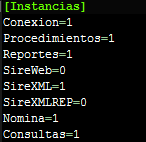 [Instancias]
Conexion=1
Procedimientos=1
Reportes=1
SireWeb=0
SireXML=1
SireXMLREP=0
Nomina=1
Consultas=1